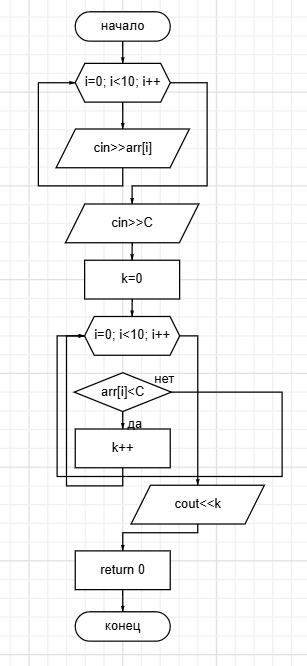 начало
i=0; i<10; i++
cin>>arr[i]
cin>>C
k=0
i=0; i<10; i++
нет
arr[i]<C
да
k++
cout<<k
return 0
конец